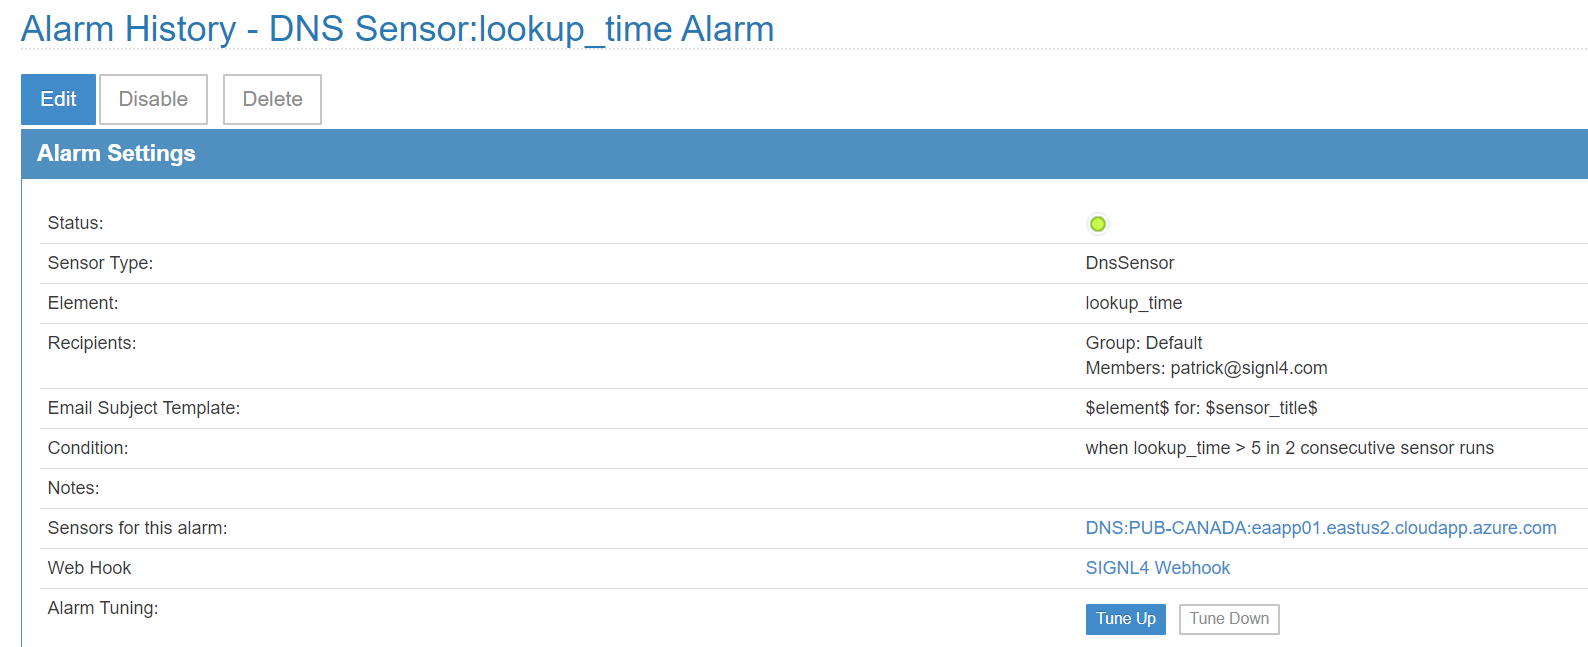 Alarm History - DNS Sensor:lookup_time Alarm
Edit Disable Delete
Alarm Settings
Status:
Sensor Type: DnsSensor
Element: lookup_time
Recipients: Group: Default
Members: patrick@signl4.com
Email Subject Template: $element$ for: $sensor_title$
Condition: when lookup_time > 5 in 2 consecutive sensor runs
Notes:
Sensors for this alarm: DNS:PUB-CANADA:eaapp01.eastus2.cloudapp.azure.com
Web Hook SIGNL4 Webhook
Alarm Tuning: Tune Up Tune Down